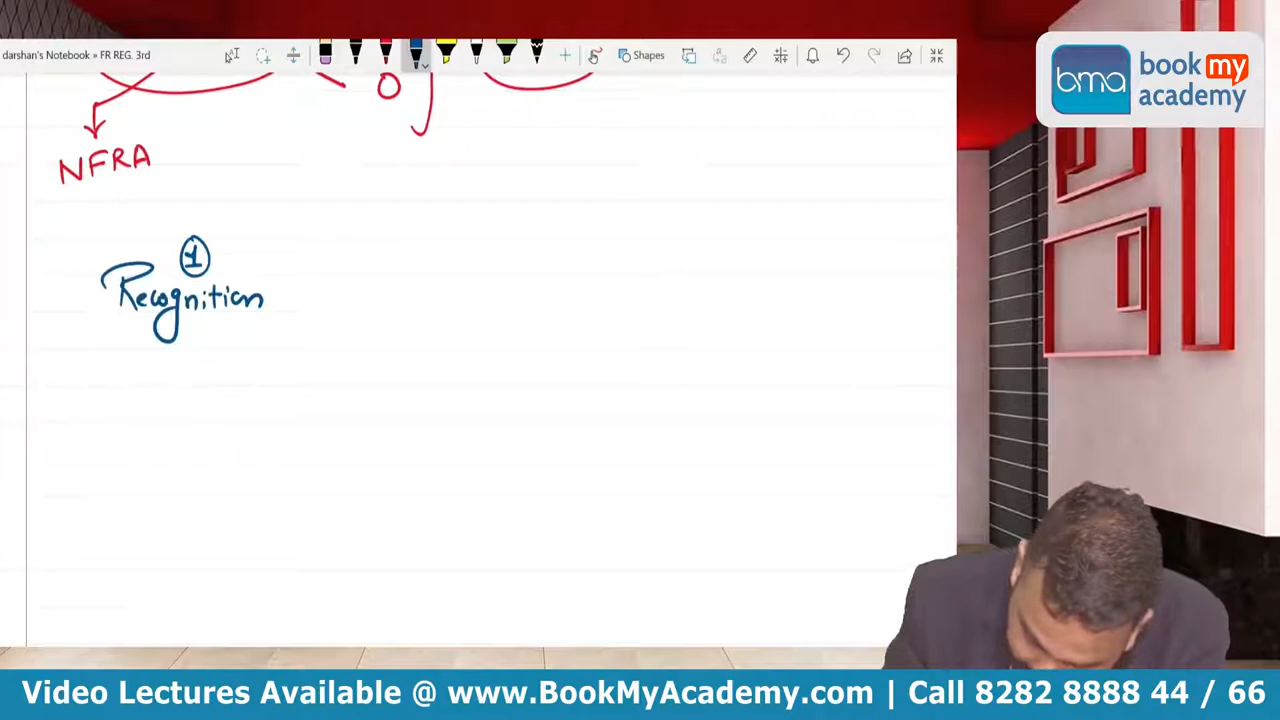 darshan's Notebook » FR REG. 3rd
Shapes
bma
book my
academy
NFRA
1
Recognition
Video Lectures Available @ www.BookMyAcademy.com | Call 8282 8888 44 / 66